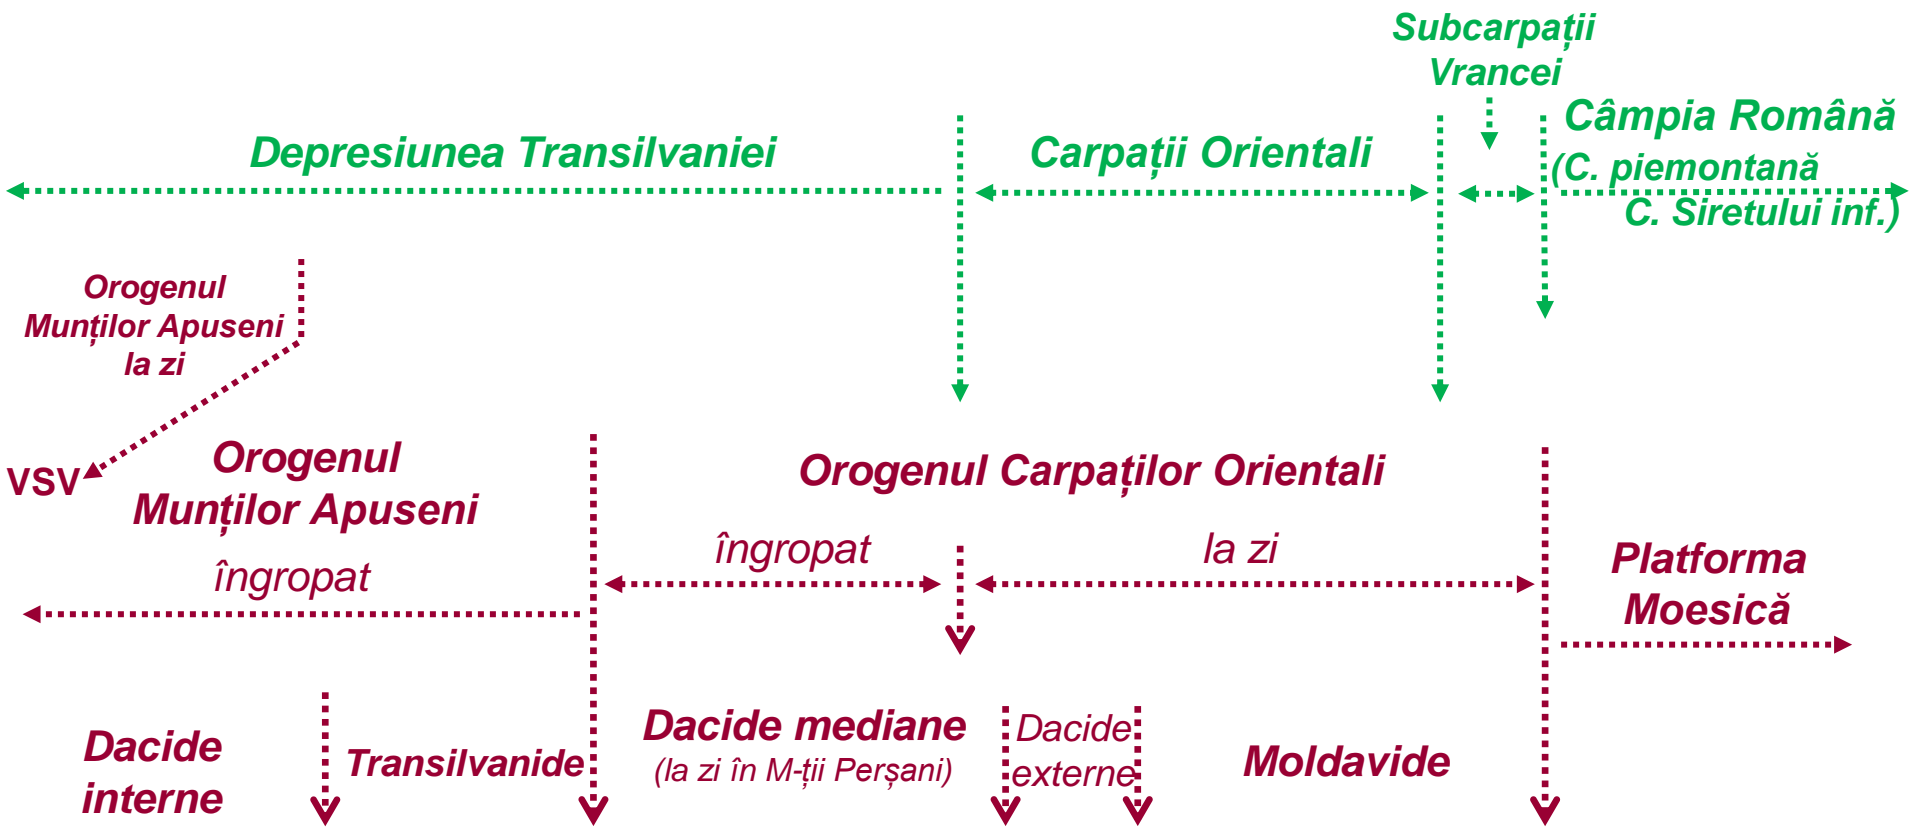 Subcarpații
Vrancei
Câmpia Română
Depresiunea Transilvaniei
Carpații Orientali
(C. piemontană
C. Siretului inf.)
Orogenul
Munților Apuseni
la zi
VSV
Orogenul
Munților Apuseni
îngropat
Orogenul Carpaților Orientali
îngropat
la zi
Platforma
Moesică
Dacide
interne
Transilvanide
Dacide mediane
(la zi în M-ții Perșani)
Dacide
externe
Moldavide